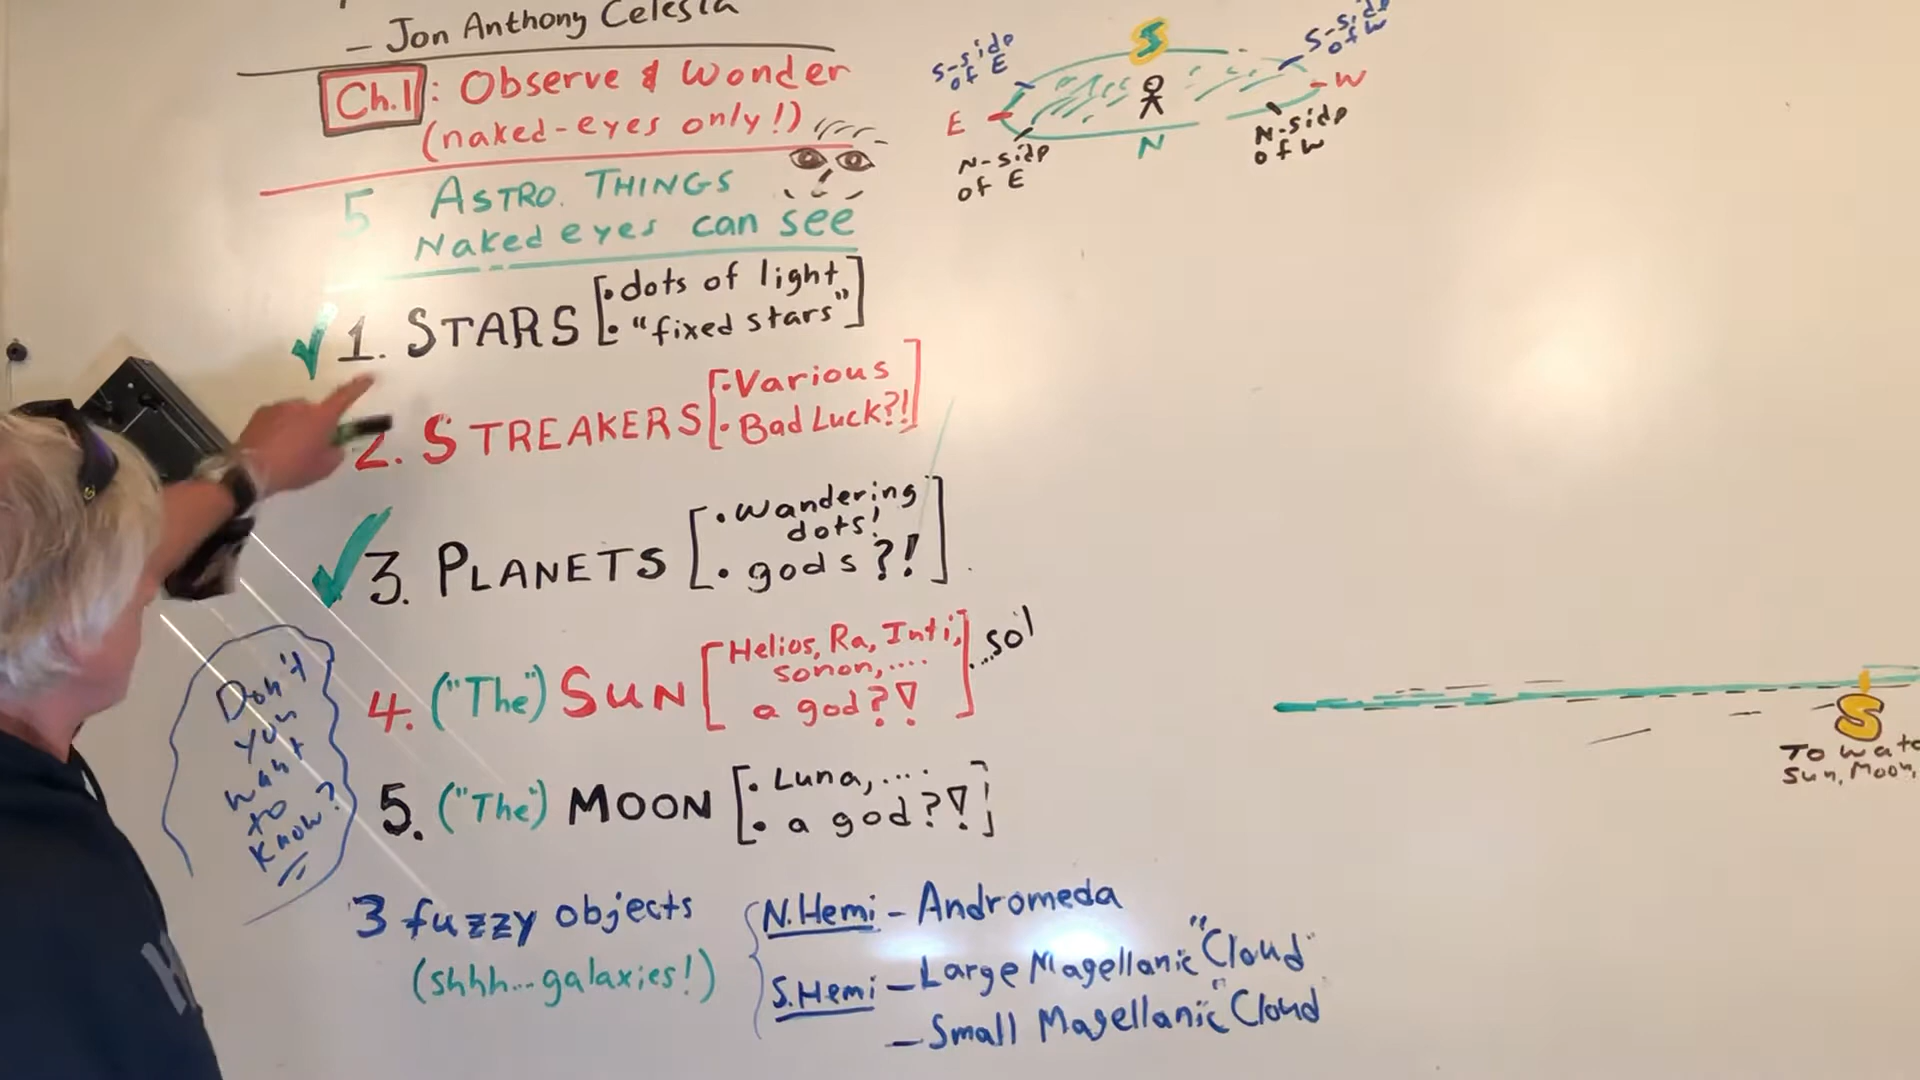 – Jon Anthony Celesta
Ch.1: Observe & Wonder
(naked-eyes only!)
5 ASTRO. THINGS
Naked eyes can see
✓ 1. STARS [• dots of light
• "fixed stars"]
2. STREAKERS [• Various
• Bad Luck?!]
✓ 3. PLANETS [• Wandering
dots!
• gods?!]
4. ("The") SUN [Helios, Ra, Inti,
sonon, ....
a god?!] ...sol
5. ("The") MOON [• Luna, ....
• a god?!]
3 fuzzy objects
(shhh... galaxies!)
N.Hemi – Andromeda
S.Hemi – Large Magellanic "Cloud"
– Small Magellanic "Cloud
Don't
you
want
to
know?
S
S-side
of E
S-side
of W
E
W
N-side
of E
N
N-side
of W
S
To
Sun, Moon,